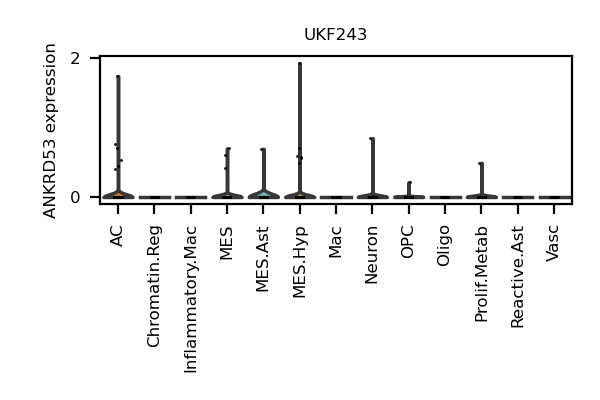 UKF243
ANKRD53 expression
2
0
AC
Chromatin.Reg
Inflammatory.Mac
MES
MES.Ast
MES.Hyp
Mac
Neuron
OPC
Oligo
Prolif.Metab
Reactive.Ast
Vasc